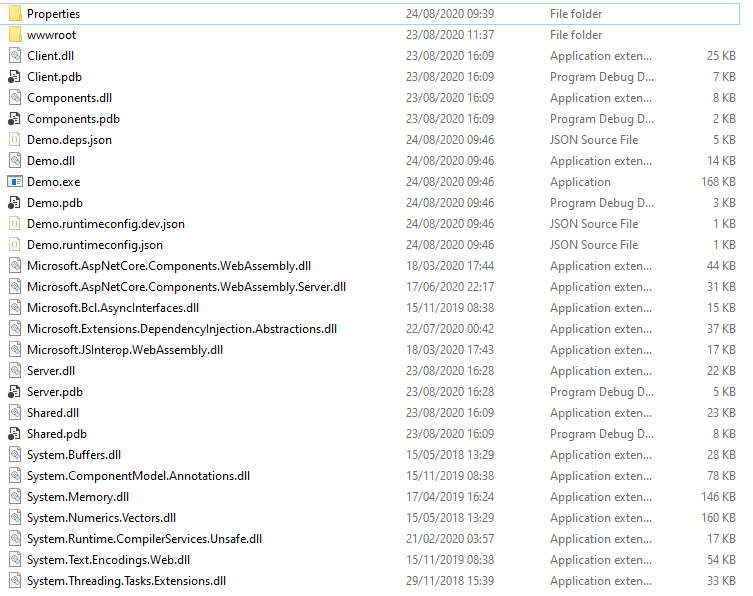 Properties 24/08/2020 09:39 File folder
wwwroot 23/08/2020 11:37 File folder
Client.dll 23/08/2020 16:09 Application exten... 25 KB
Client.pdb 23/08/2020 16:09 Program Debug D... 7 KB
Components.dll 23/08/2020 16:09 Application exten... 8 KB
Components.pdb 23/08/2020 16:09 Program Debug D... 2 KB
Demo.deps.json 24/08/2020 09:46 JSON Source File 5 KB
Demo.dll 24/08/2020 09:46 Application exten... 14 KB
Demo.exe 24/08/2020 09:46 Application 168 KB
Demo.pdb 24/08/2020 09:46 Program Debug D... 3 KB
Demo.runtimeconfig.dev.json 24/08/2020 09:46 JSON Source File 1 KB
Demo.runtimeconfig.json 24/08/2020 09:46 JSON Source File 1 KB
Microsoft.AspNetCore.Components.WebAssembly.dll 18/03/2020 17:44 Application exten... 44 KB
Microsoft.AspNetCore.Components.WebAssembly.Server.dll 17/06/2020 22:17 Application exten... 31 KB
Microsoft.Bcl.AsyncInterfaces.dll 15/11/2019 08:38 Application exten... 15 KB
Microsoft.Extensions.DependencyInjection.Abstractions.dll 22/07/2020 00:42 Application exten... 37 KB
Microsoft.JSInterop.WebAssembly.dll 18/03/2020 17:43 Application exten... 17 KB
Server.dll 23/08/2020 16:28 Application exten... 22 KB
Server.pdb 23/08/2020 16:28 Program Debug D... 5 KB
Shared.dll 23/08/2020 16:09 Application exten... 23 KB
Shared.pdb 23/08/2020 16:09 Program Debug D... 8 KB
System.Buffers.dll 15/05/2018 13:29 Application exten... 28 KB
System.ComponentModel.Annotations.dll 15/11/2019 08:38 Application exten... 78 KB
System.Memory.dll 17/04/2019 16:24 Application exten... 146 KB
System.Numerics.Vectors.dll 15/05/2018 13:29 Application exten... 160 KB
System.Runtime.CompilerServices.Unsafe.dll 21/02/2020 03:57 Application exten... 17 KB
System.Text.Encodings.Web.dll 15/11/2019 08:38 Application exten... 54 KB
System.Threading.Tasks.Extensions.dll 29/11/2018 15:39 Application exten... 33 KB